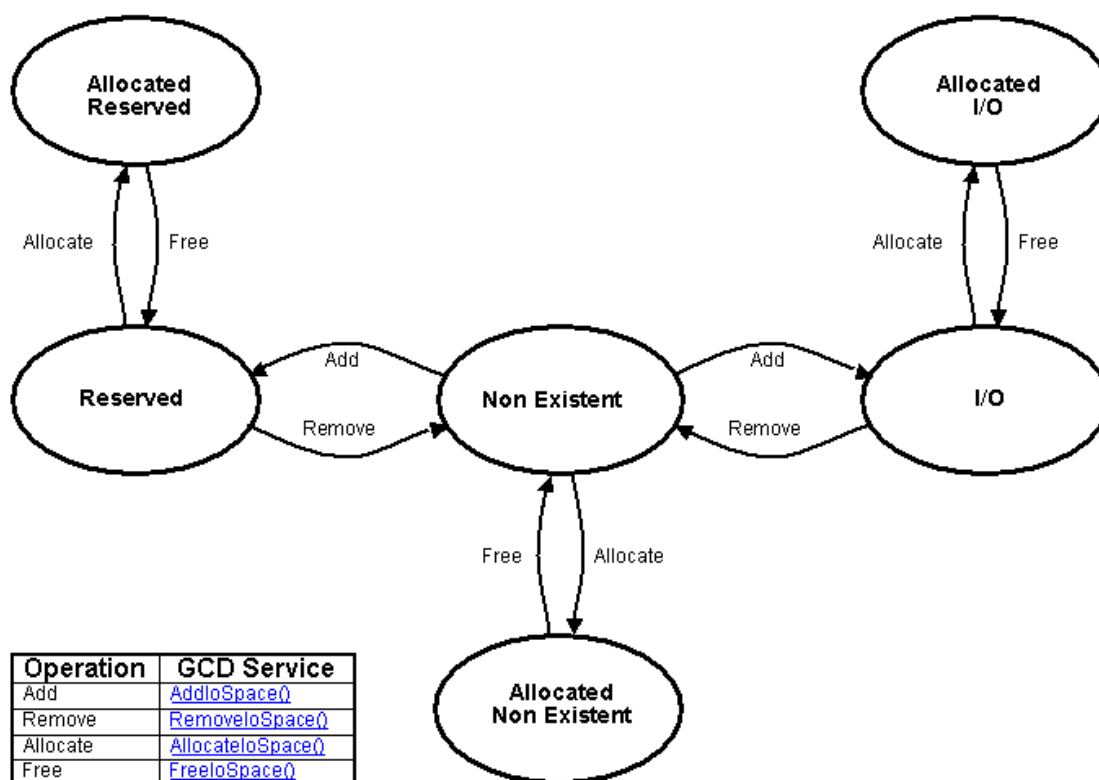 Allocated
Reserved
Allocated
I/O
Allocate
Free
Allocate
Free
Add
Add
Reserved
Non Existent
I/O
Remove
Remove
Free
Allocate
Allocated
Non Existent
Operation GCD Service
Add AddIoSpace()
Remove RemoveIoSpace()
Allocate AllocateIoSpace()
Free FreeIoSpace()